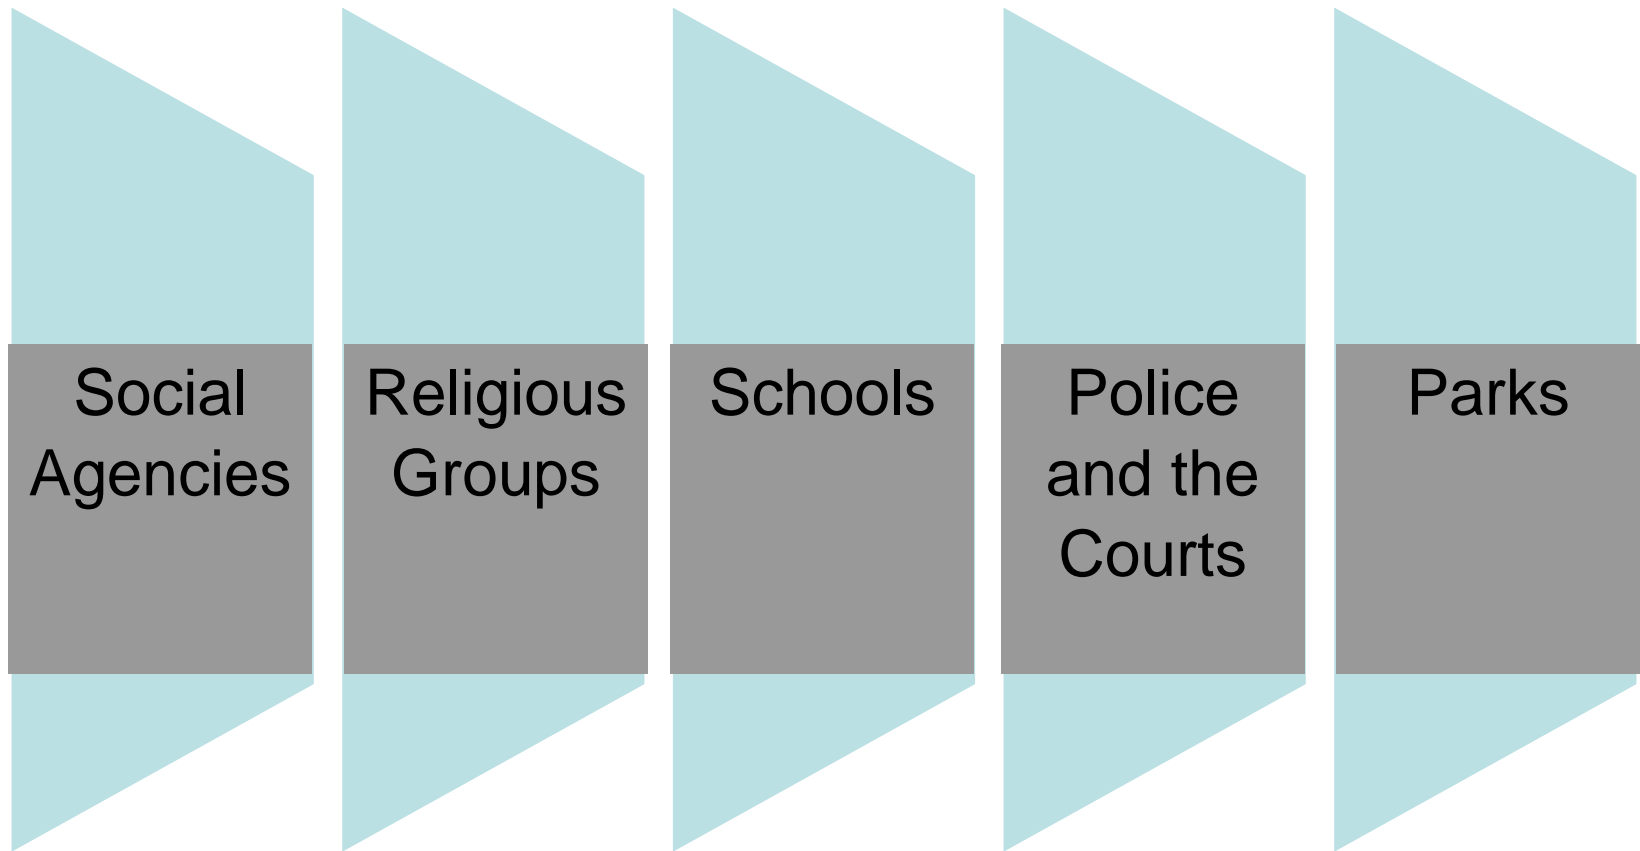 Social
Agencies
Religious
Groups
Schools
Police
and the
Courts
Parks